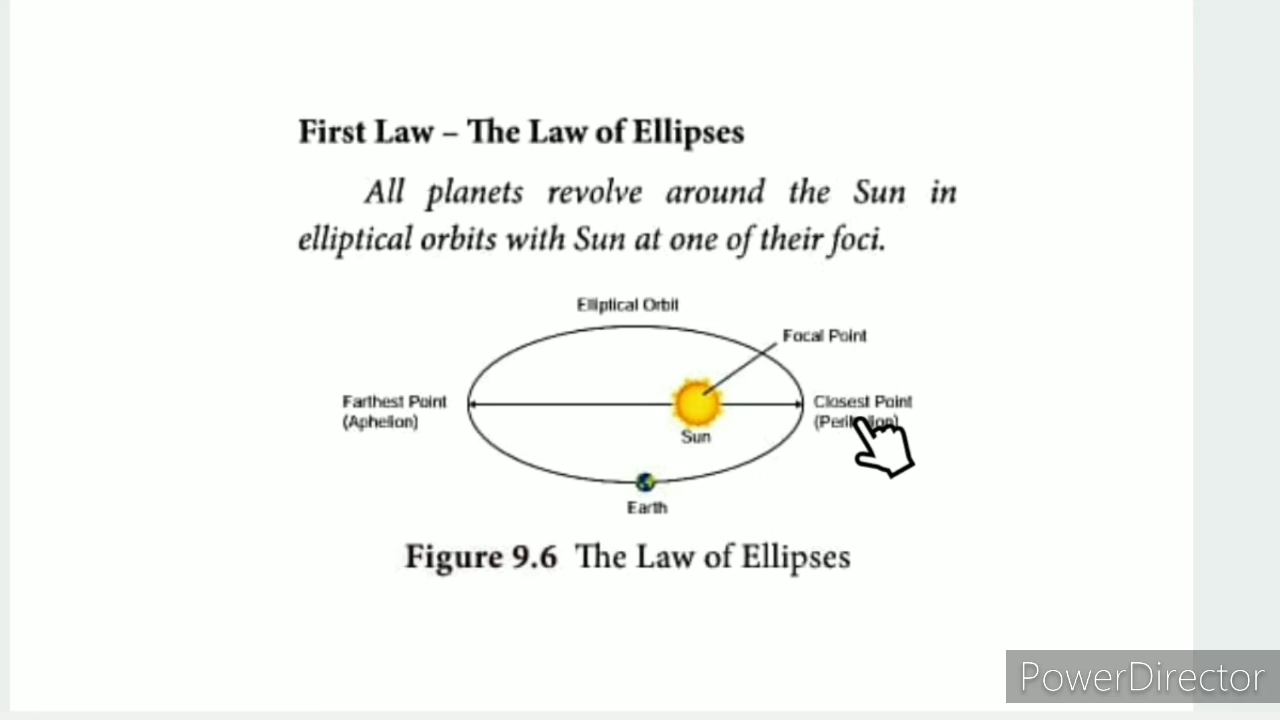 First Law – The Law of Ellipses
All planets revolve around the Sun in
elliptical orbits with Sun at one of their foci.
Elliptical Orbit
Focal Point
Farthest Point
(Aphelion)
Closest Point
Sun
Earth
Figure 9.6 The Law of Ellipses
PowerDirector